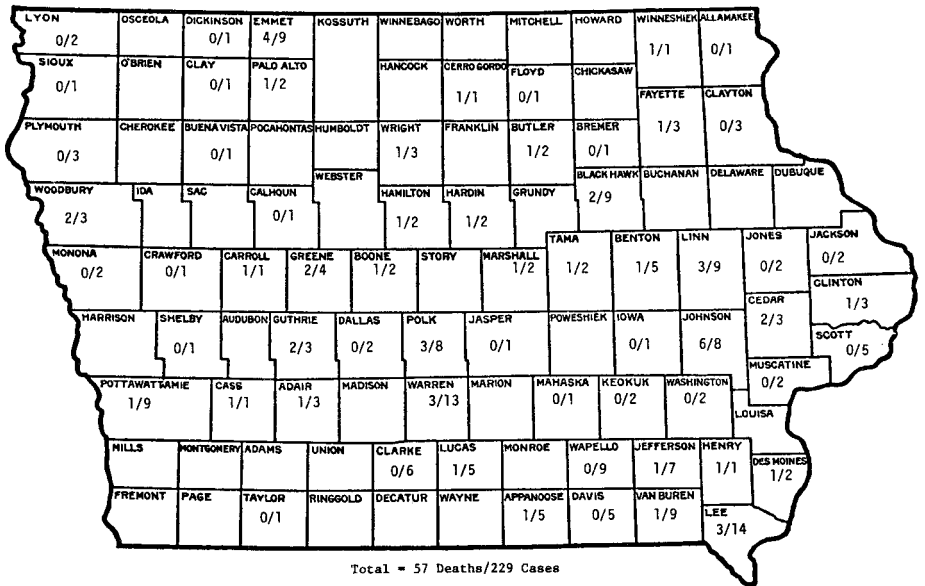 LYON OSCEOLA DICKINSON EMMET KOSSUTH WINNEBAGO WORTH MITCHELL HOWARD WINNESHIEK ALLAMAKEE
0/2 0/1 4/9 1/1 0/1
SIOUX O'BRIEN CLAY PALO ALTO HANCOCK CERRO GORDO FLOYD CHICKASAW
0/1 0/1 1/2 1/1 0/1
FAYETTE CLAYTON
1/3 0/3
PLYMOUTH CHEROKEE BUENA VISTA POCAHONTAS HUMBOLDT WRIGHT FRANKLIN BUTLER BREMER
0/3 0/1 1/3 1/2 0/1
WEBSTER
BLACK HAWK BUCHANAN DELAWARE DUBUQUE
2/9
WOODBURY IDA SAC CALHOUN HAMILTON HARDIN GRUNDY
2/3 0/1 1/2 1/2
TAMA BENTON LINN JONES JACKSON
1/2 1/5 3/9 0/2 0/2
MONONA CRAWFORD CARROLL GREENE BOONE STORY MARSHALL
0/2 0/1 1/1 2/4 1/2 1/2
CLINTON
1/3
CEDAR
2/3
HARRISON SHELBY AUDUBON GUTHRIE DALLAS POLK JASPER POWESHIEK IOWA JOHNSON
0/1 2/3 0/2 3/8 0/1 0/1 6/8
SCOTT
0/5
MUSCATINE
0/2
POTTAWATTAMIE CASS ADAIR MADISON WARREN MARION MAHASKA KEOKUK WASHINGTON
1/9 1/1 1/3 3/13 0/1 0/2 0/2
LOUISA
MILLS MONTGOMERY ADAMS UNION CLARKE LUCAS MONROE WAPELLO JEFFERSON HENRY
0/6 1/5 0/9 1/7 1/1
DES MOINES
1/2
FREMONT PAGE TAYLOR RINGGOLD DECATUR WAYNE APPANOOSE DAVIS VAN BUREN
0/1 1/5 0/5 1/9
LEE
3/14
Total = 57 Deaths/229 Cases